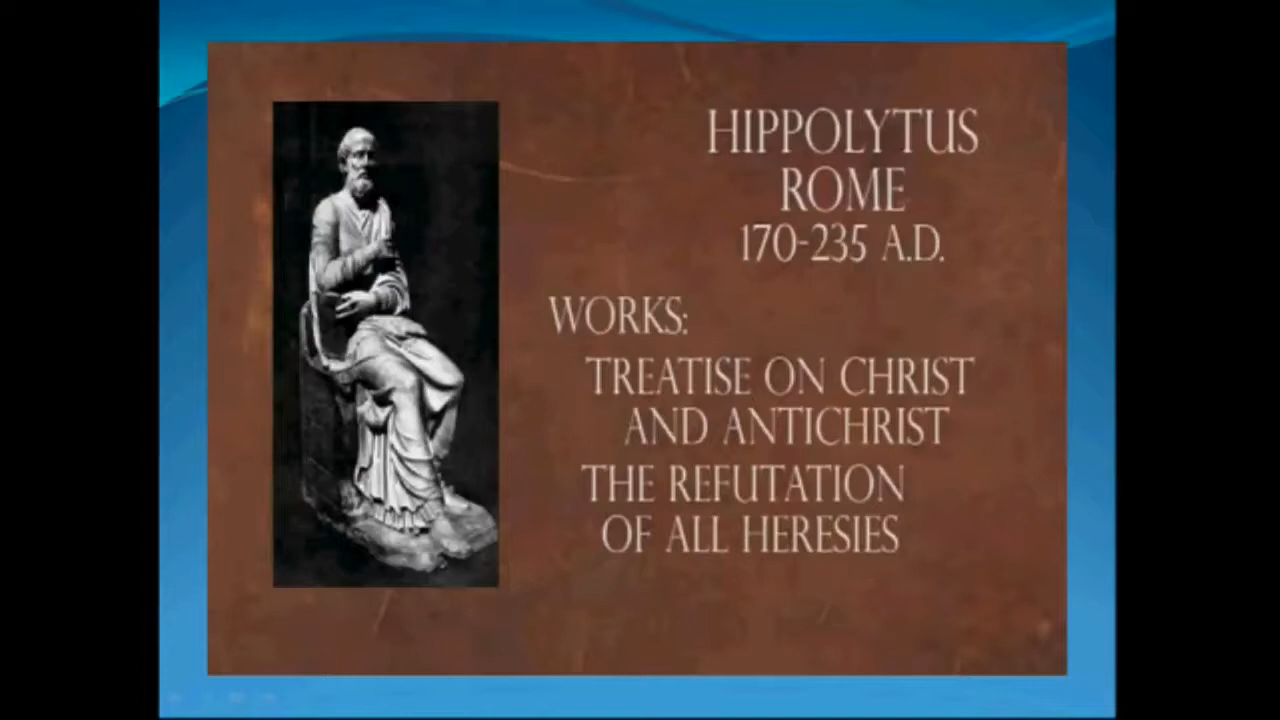 HIPPOLYTUS
ROME
170-235 A.D.
WORKS:
TREATISE ON CHRIST
AND ANTICHRIST
THE REFUTATION
OF ALL HERESIES